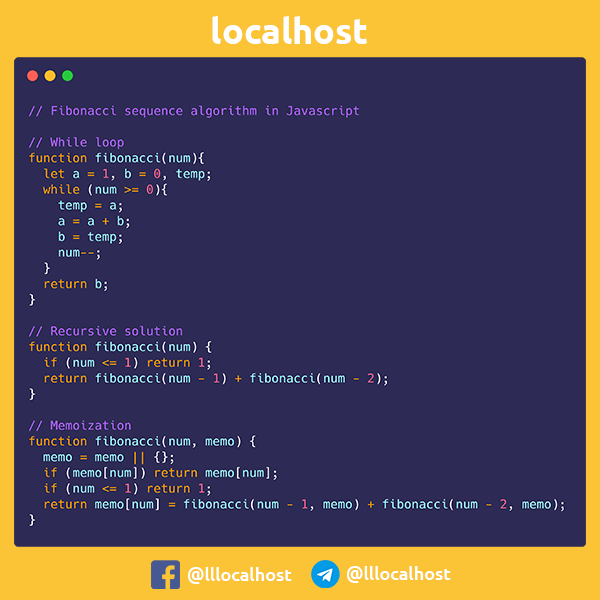 localhost
// Fibonacci sequence algorithm in Javascript
// While loop
function fibonacci(num){
  let a = 1, b = 0, temp;
  while (num >= 0){
    temp = a;
    a = a + b;
    b = temp;
    num--;
  }
  return b;
}
// Recursive solution
function fibonacci(num) {
  if (num <= 1) return 1;
  return fibonacci(num - 1) + fibonacci(num - 2);
}
// Memoization
function fibonacci(num, memo) {
  memo = memo || {};
  if (memo[num]) return memo[num];
  if (num <= 1) return 1;
  return memo[num] = fibonacci(num - 1, memo) + fibonacci(num - 2, memo);
}
@lllocalhost @lllocalhost